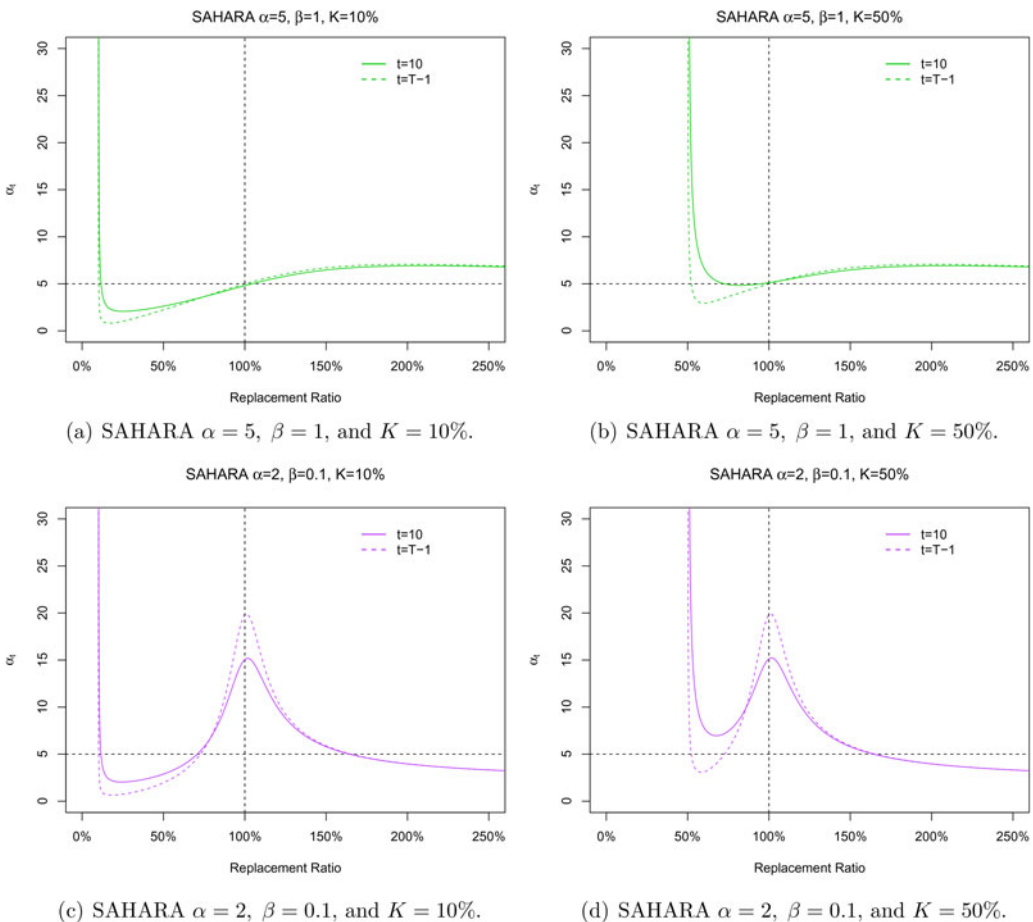 SAHARA α=5, β=1, K=10%
αt
30
25
20
15
10
5
0
t=10
t=T−1
0% 50% 100% 150% 200% 250%
Replacement Ratio
(a) SAHARA α = 5, β = 1, and K = 10%.
SAHARA α=5, β=1, K=50%
αt
30
25
20
15
10
5
0
t=10
t=T−1
0% 50% 100% 150% 200% 250%
Replacement Ratio
(b) SAHARA α = 5, β = 1, and K = 50%.
SAHARA α=2, β=0.1, K=10%
αt
30
25
20
15
10
5
0
t=10
t=T−1
0% 50% 100% 150% 200% 250%
Replacement Ratio
(c) SAHARA α = 2, β = 0.1, and K = 10%.
SAHARA α=2, β=0.1, K=50%
αt
30
25
20
15
10
5
0
t=10
t=T−1
0% 50% 100% 150% 200% 250%
Replacement Ratio
(d) SAHARA α = 2, β = 0.1, and K = 50%.